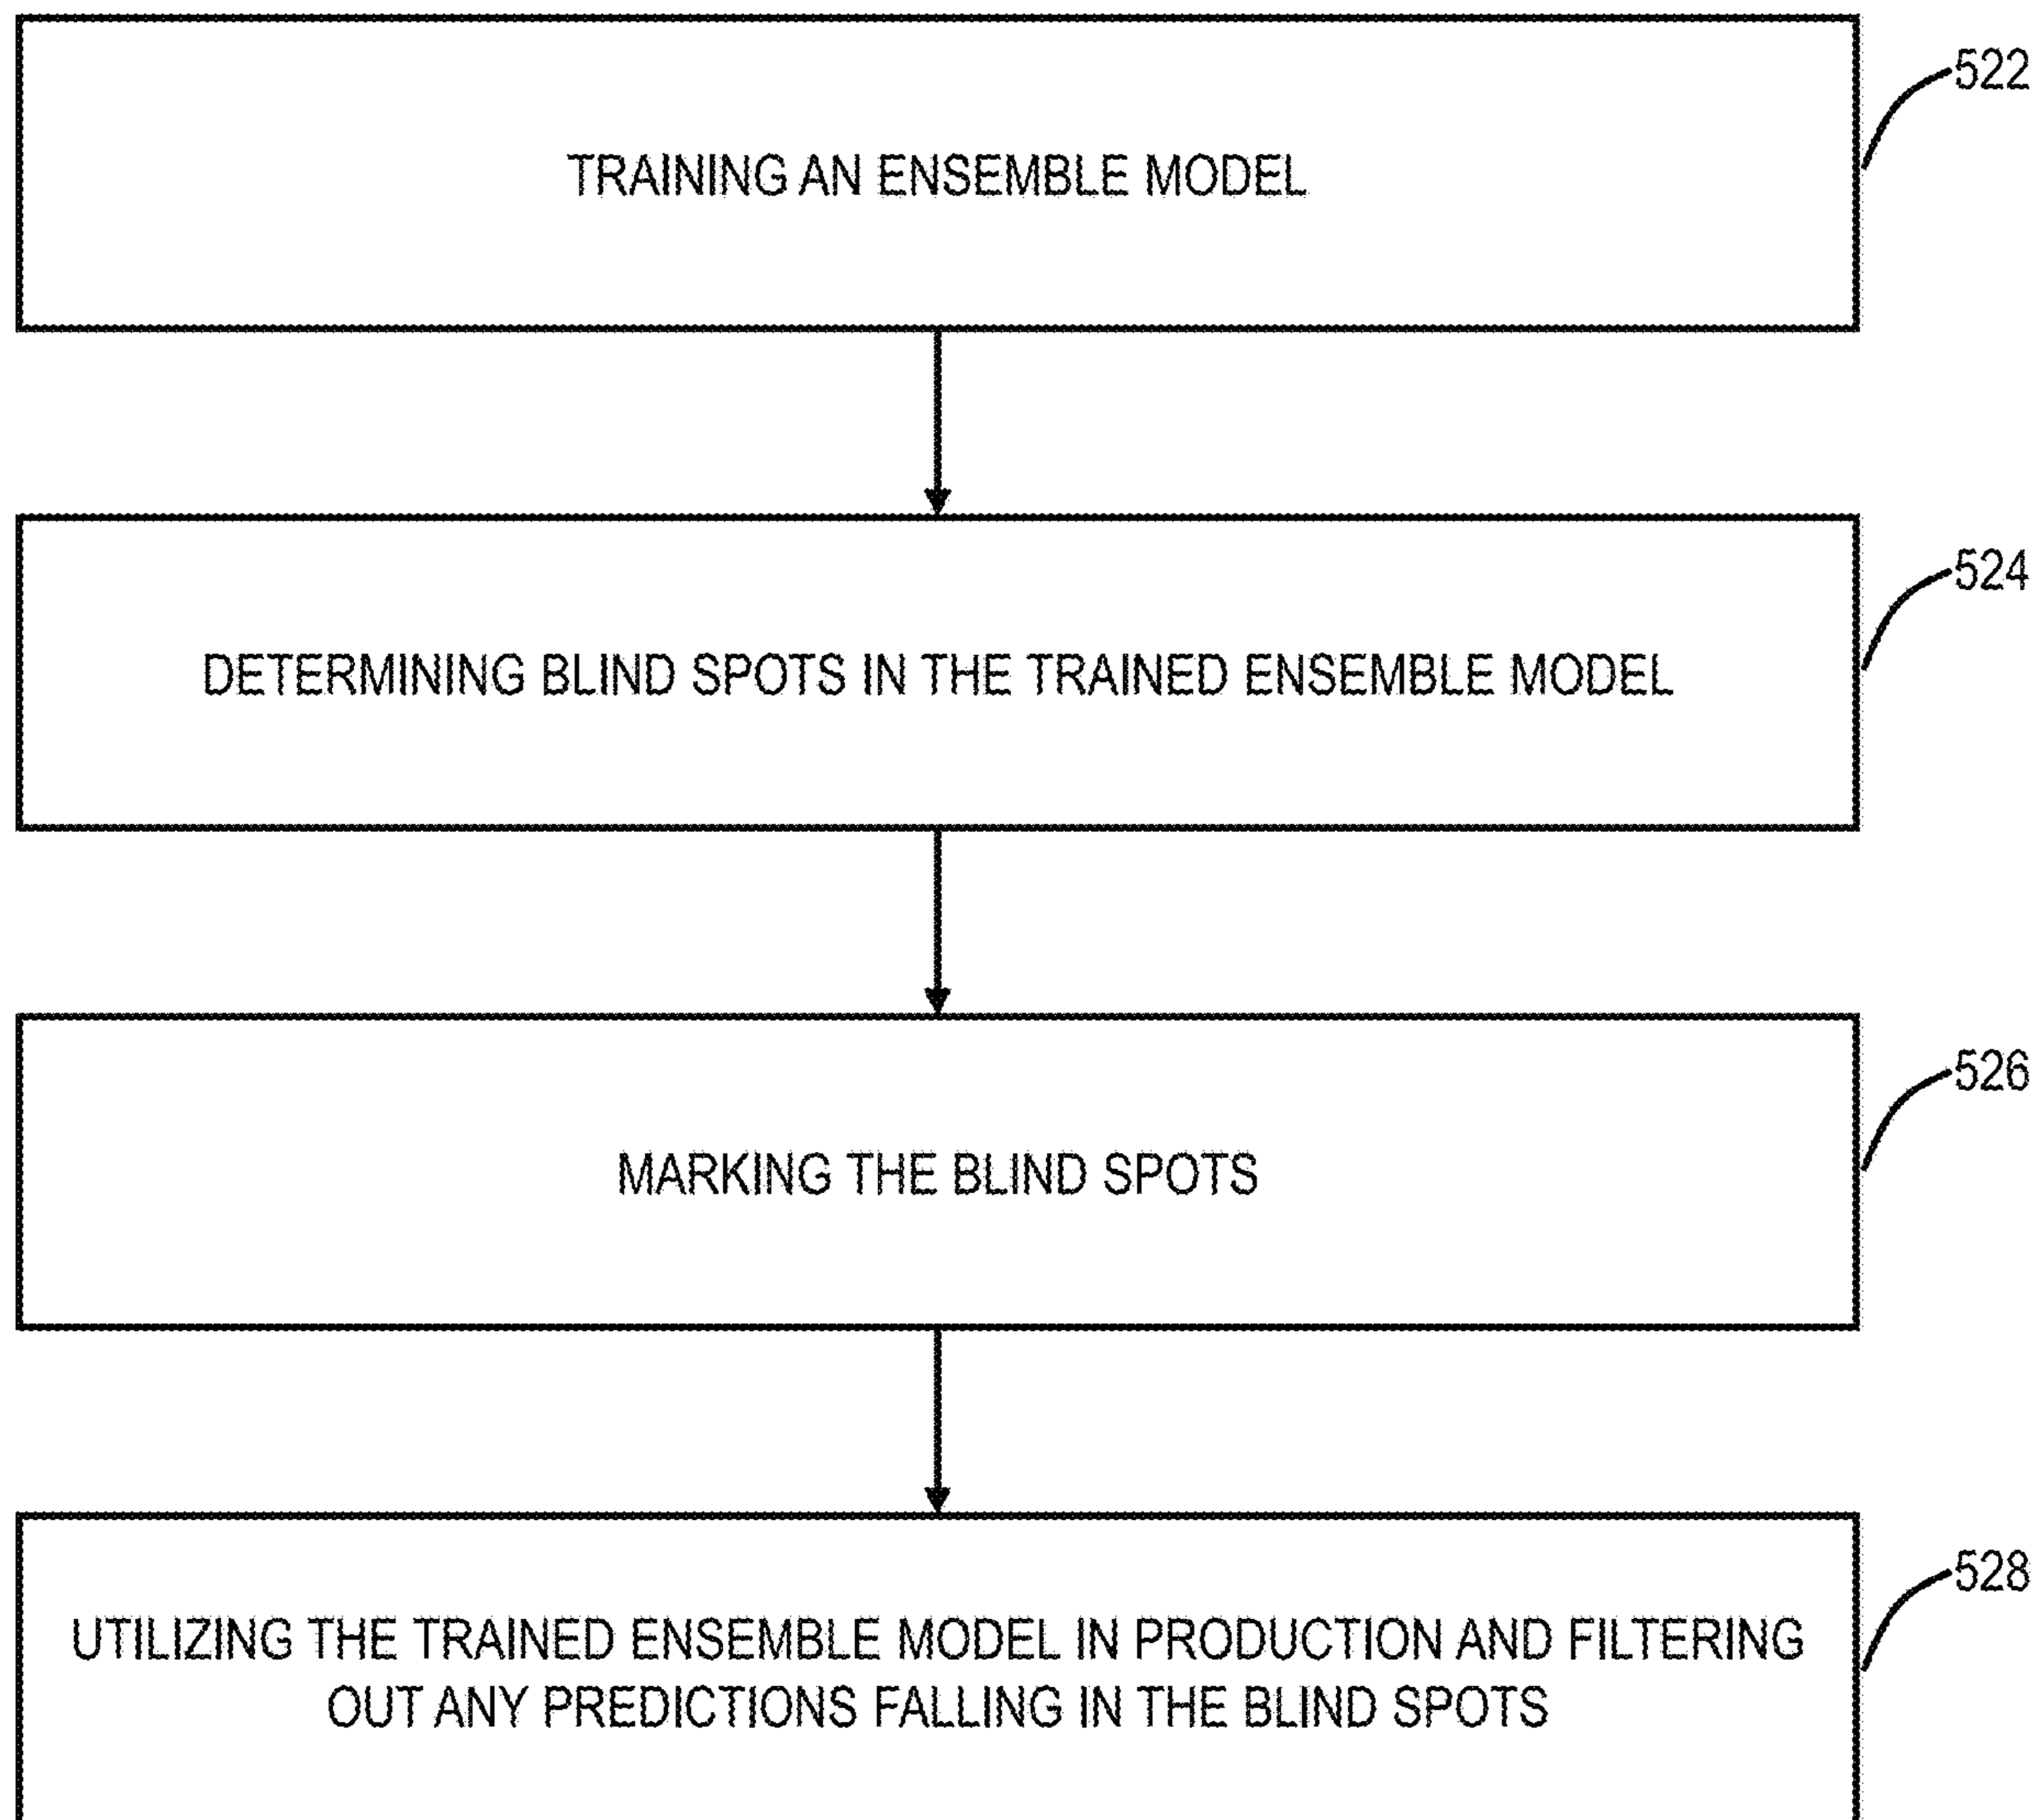 522
TRAINING AN ENSEMBLE MODEL
524
DETERMINING BLIND SPOTS IN THE TRAINED ENSEMBLE MODEL
526
MARKING THE BLIND SPOTS
528
UTILIZING THE TRAINED ENSEMBLE MODEL IN PRODUCTION AND FILTERING
OUT ANY PREDICTIONS FALLING IN THE BLIND SPOTS